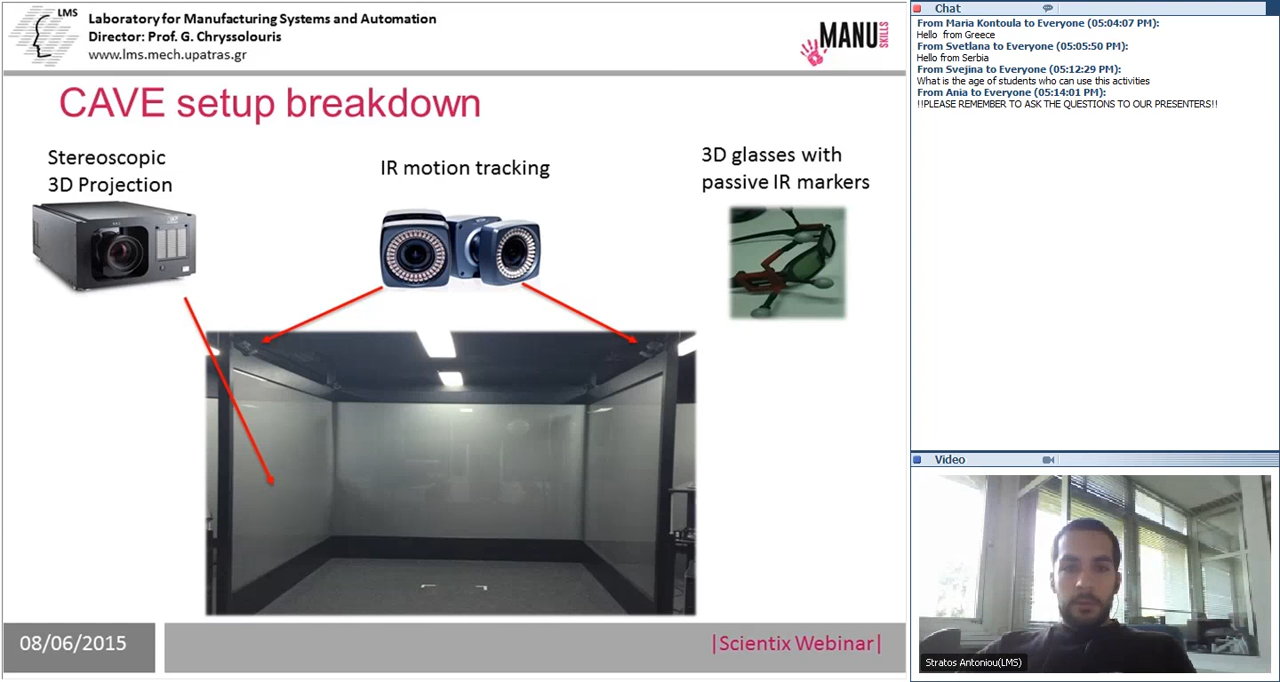 LMS
Laboratory for Manufacturing Systems and Automation
Director: Prof. G. Chryssolouris
www.lms.mech.upatras.gr
MANU
SKILLS
CAVE setup breakdown
Stereoscopic
3D Projection
IR motion tracking
3D glasses with
passive IR markers
08/06/2015
|Scientix Webinar|
Chat
From Maria Kontoula to Everyone (05:04:07 PM):
Hello from Greece
From Svetlana to Everyone (05:05:50 PM):
Hello from Serbia
From Svejina to Everyone (05:12:29 PM):
What is the age of students who can use this activities
From Ania to Everyone (05:14:01 PM):
!!PLEASE REMEMBER TO ASK THE QUESTIONS TO OUR PRESENTERS!!
Video
Stratos Antoniou(LMS)